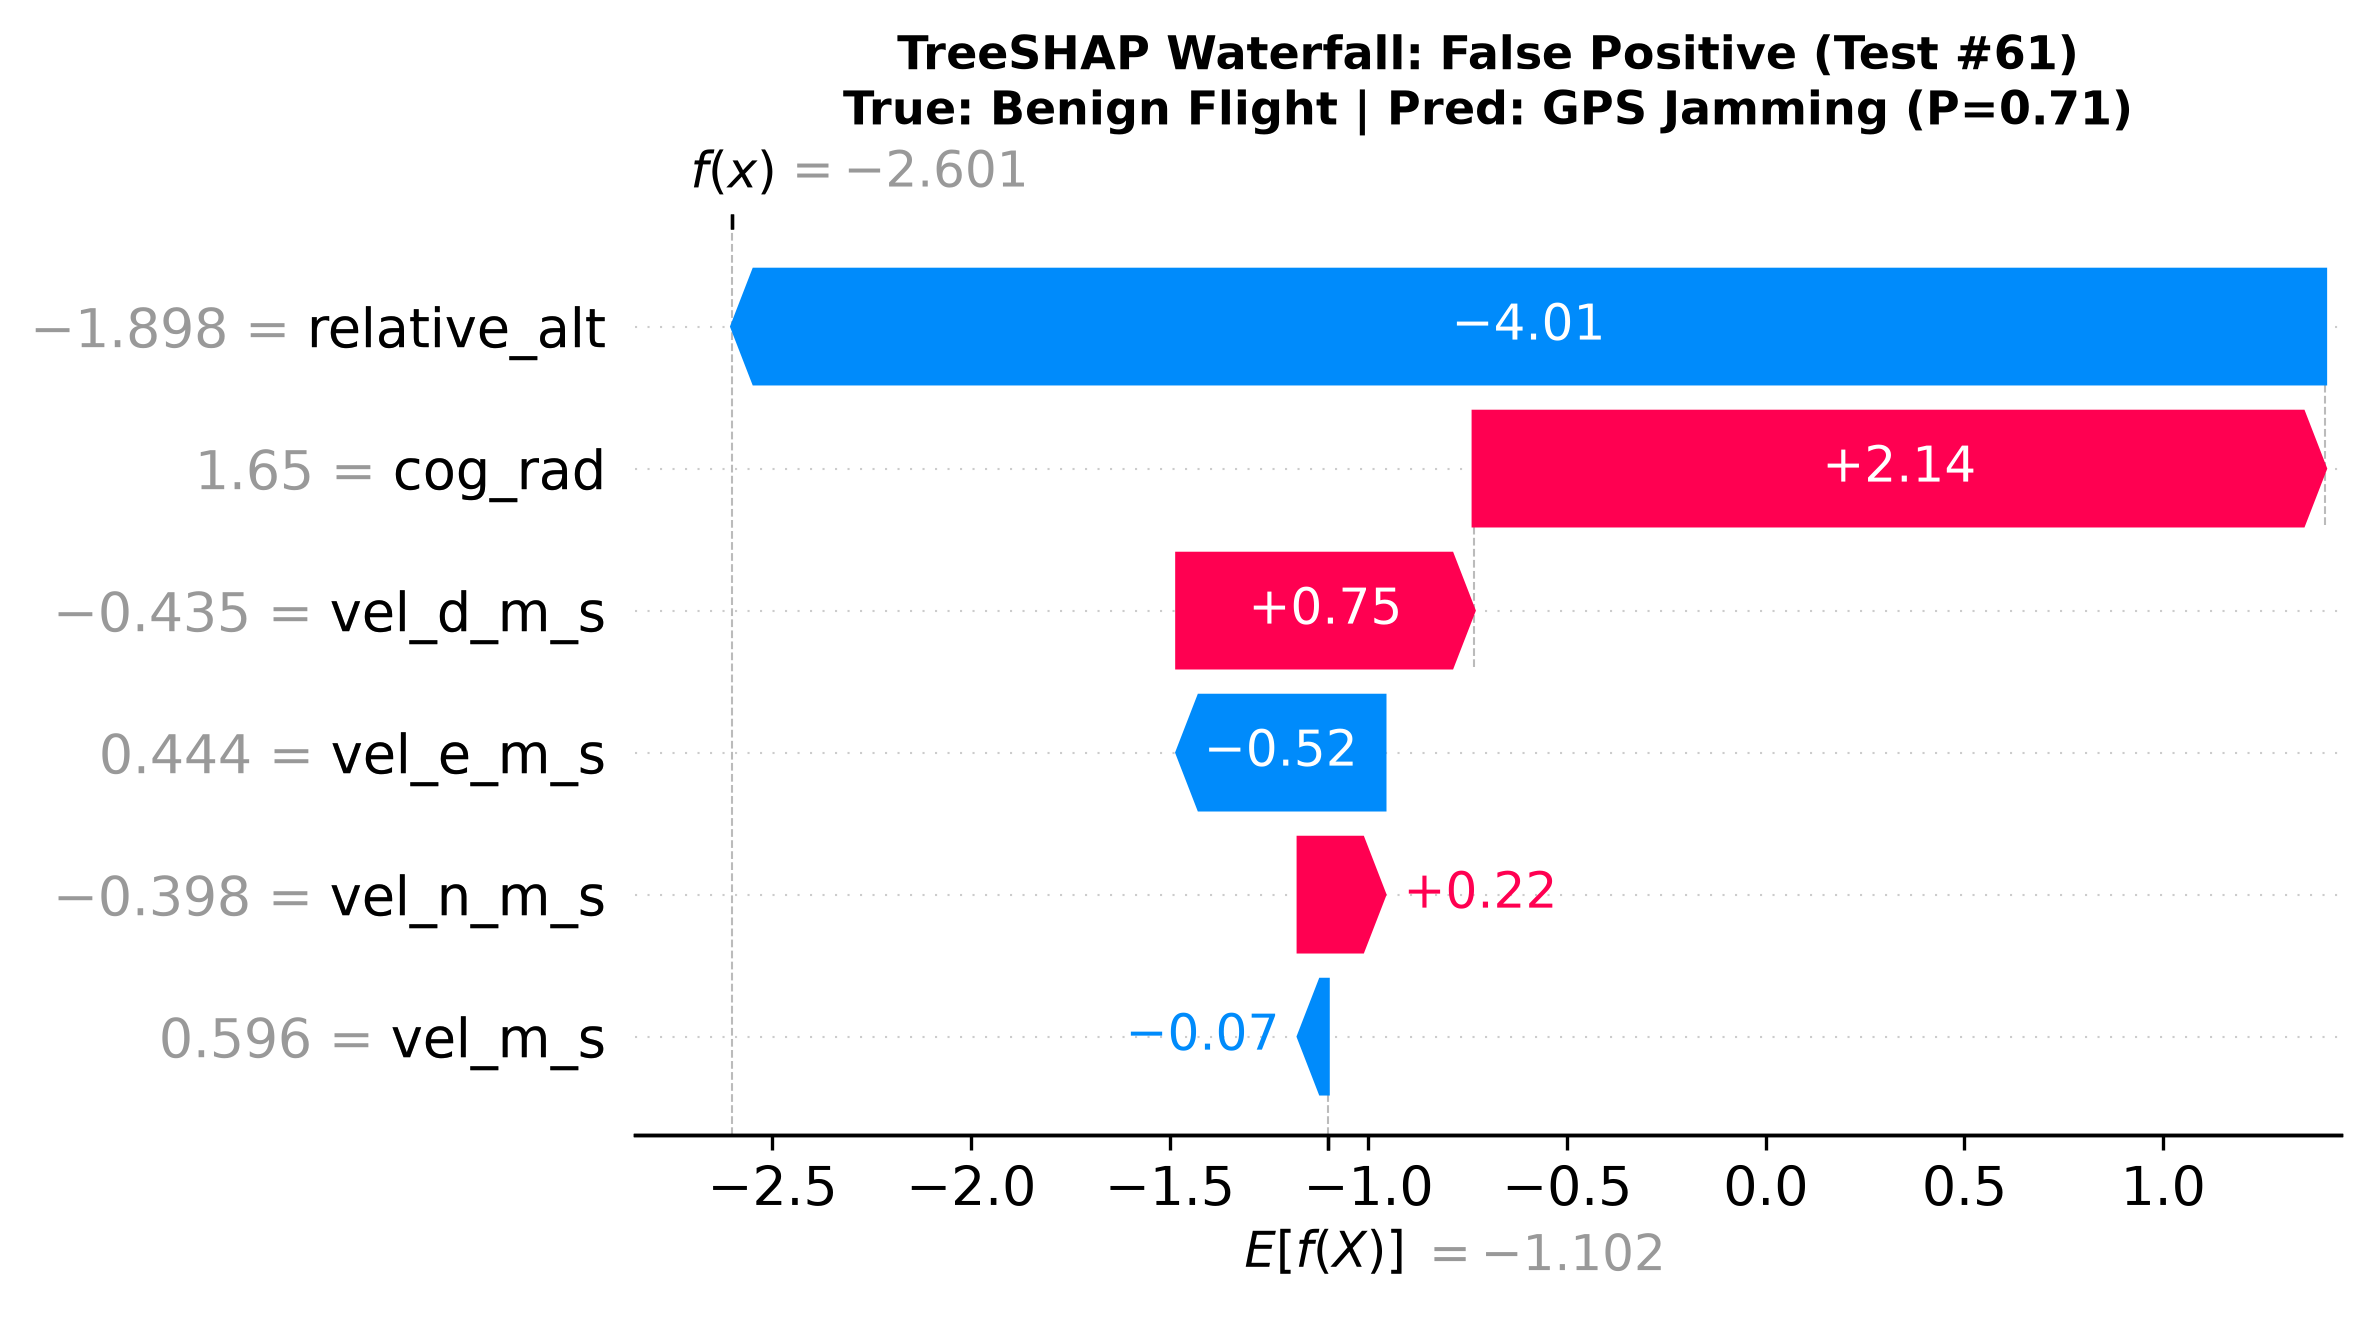 TreeSHAP Waterfall: False Positive (Test #61)
True: Benign Flight | Pred: GPS Jamming (P=0.71)
f(x) = −2.601
−1.898 = relative_alt
−4.01
1.65 = cog_rad
+2.14
−0.435 = vel_d_m_s
+0.75
0.444 = vel_e_m_s
−0.52
−0.398 = vel_n_m_s
+0.22
0.596 = vel_m_s
−0.07
−2.5 −2.0 −1.5 −1.0 −0.5 0.0 0.5 1.0
E[f(X)] = −1.102